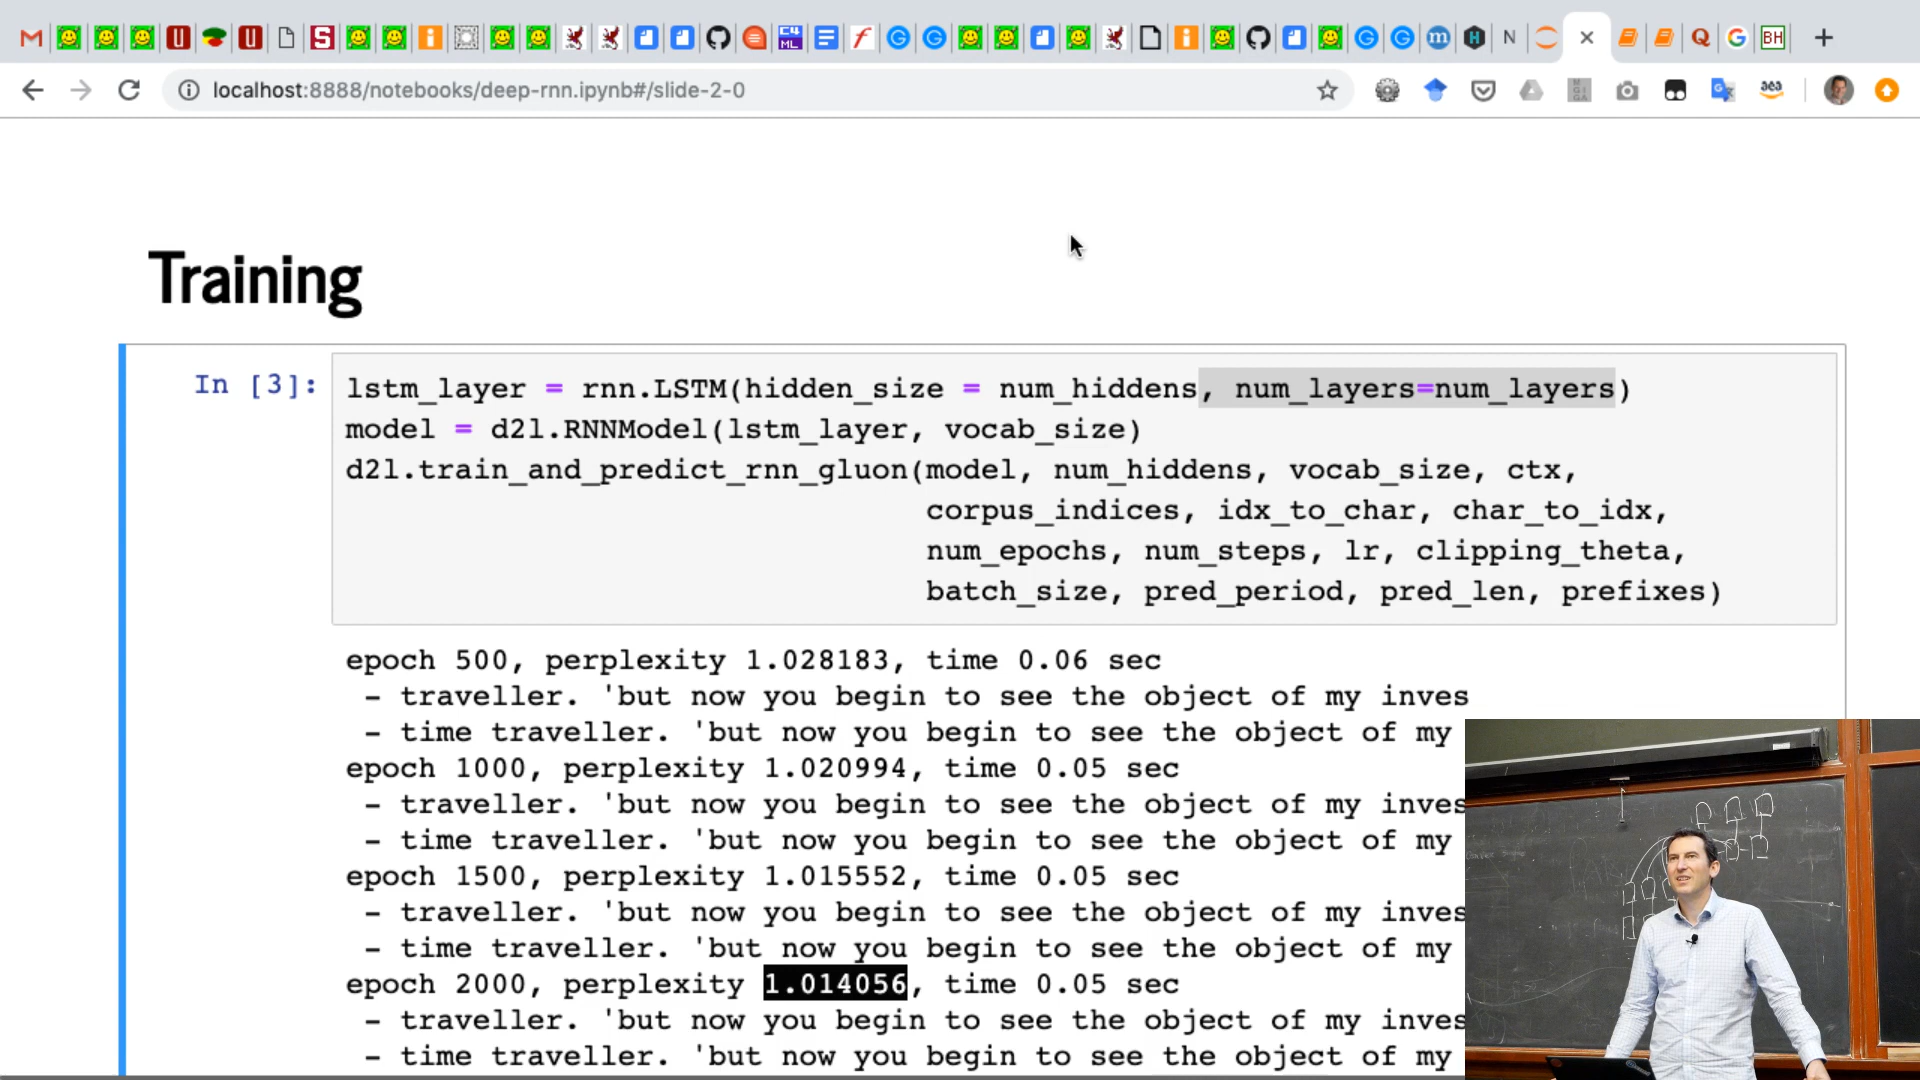 localhost:8888/notebooks/deep-rnn.ipynb#/slide-2-0
Training
In [3]:
lstm_layer = rnn.LSTM(hidden_size = num_hiddens, num_layers=num_layers)
model = d2l.RNNModel(lstm_layer, vocab_size)
d2l.train_and_predict_rnn_gluon(model, num_hiddens, vocab_size, ctx,
corpus_indices, idx_to_char, char_to_idx,
num_epochs, num_steps, lr, clipping_theta,
batch_size, pred_period, pred_len, prefixes)
epoch 500, perplexity 1.028183, time 0.06 sec
- traveller. 'but now you begin to see the object of my inves
- time traveller. 'but now you begin to see the object of my
epoch 1000, perplexity 1.020994, time 0.05 sec
- traveller. 'but now you begin to see the object of my inves
- time traveller. 'but now you begin to see the object of my
epoch 1500, perplexity 1.015552, time 0.05 sec
- traveller. 'but now you begin to see the object of my inves
- time traveller. 'but now you begin to see the object of my
epoch 2000, perplexity 1.014056, time 0.05 sec
- traveller. 'but now you begin to see the object of my inves
- time traveller. 'but now you begin to see the object of my